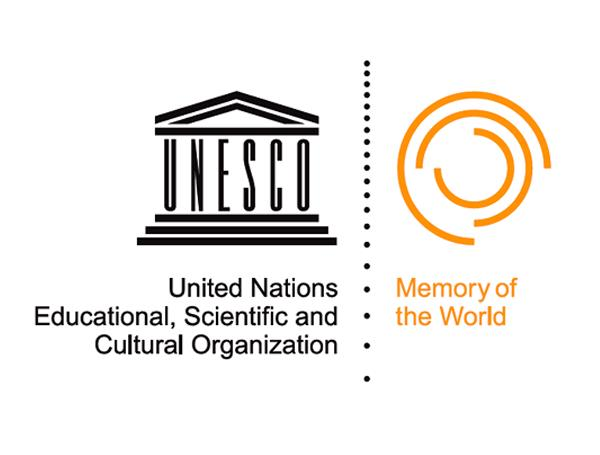 UNESCO
United Nations
Educational, Scientific and
Cultural Organization
Memory of
the World